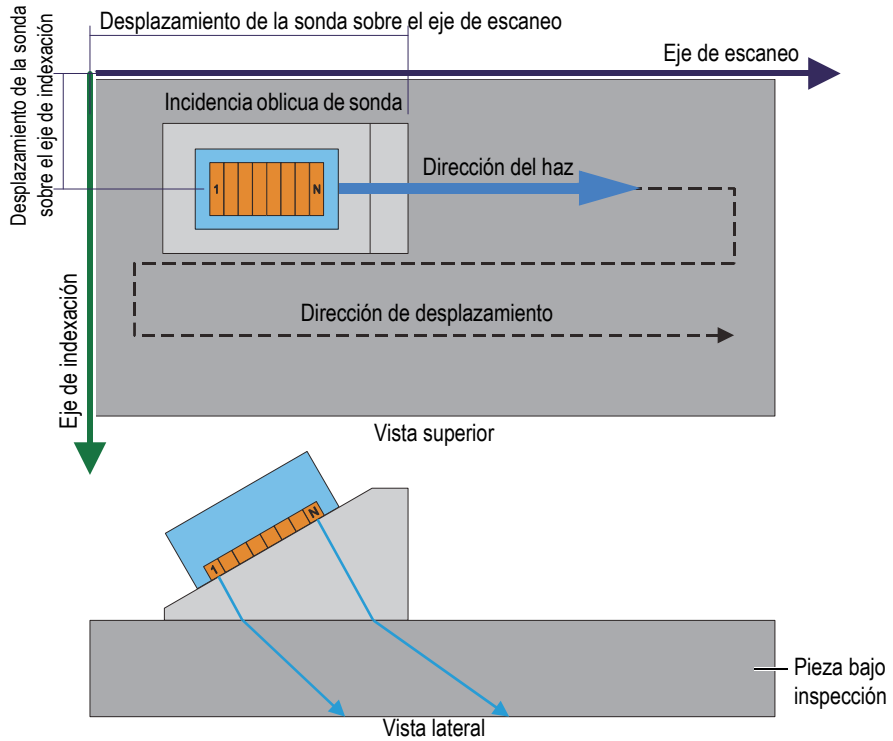 Desplazamiento de la sonda sobre el eje de escaneo
Eje de escaneo
Desplazamiento de la sonda
sobre el eje de indexación
Incidencia oblicua de sonda
1
N
Dirección del haz
Dirección de desplazamiento
Eje de indexación
Vista superior
1
N
Pieza bajo
inspección
Vista lateral